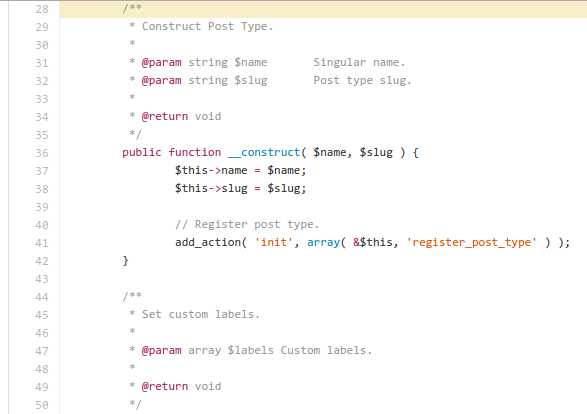 28 /**
29 * Construct Post Type.
30 *
31 * @param string $name Singular name.
32 * @param string $slug Post type slug.
33 *
34 * @return void
35 */
36 public function __construct( $name, $slug ) {
37 $this->name = $name;
38 $this->slug = $slug;
39
40 // Register post type.
41 add_action( 'init', array( &$this, 'register_post_type' ) );
42 }
43
44 /**
45 * Set custom labels.
46 *
47 * @param array $labels Custom labels.
48 *
49 * @return void
50 */